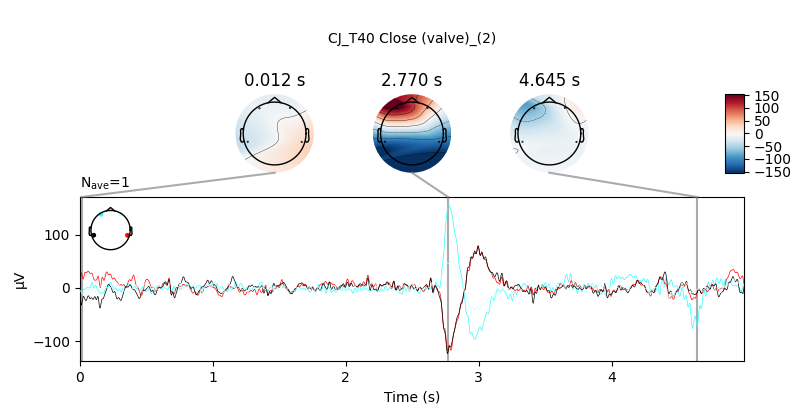 CJ_T40 Close (valve)_(2)
0.012 s 2.770 s 4.645 s
150
100
50
0
−50
−100
−150
Nave=1
100
0
−100
µV
0 1 2 3 4
Time (s)